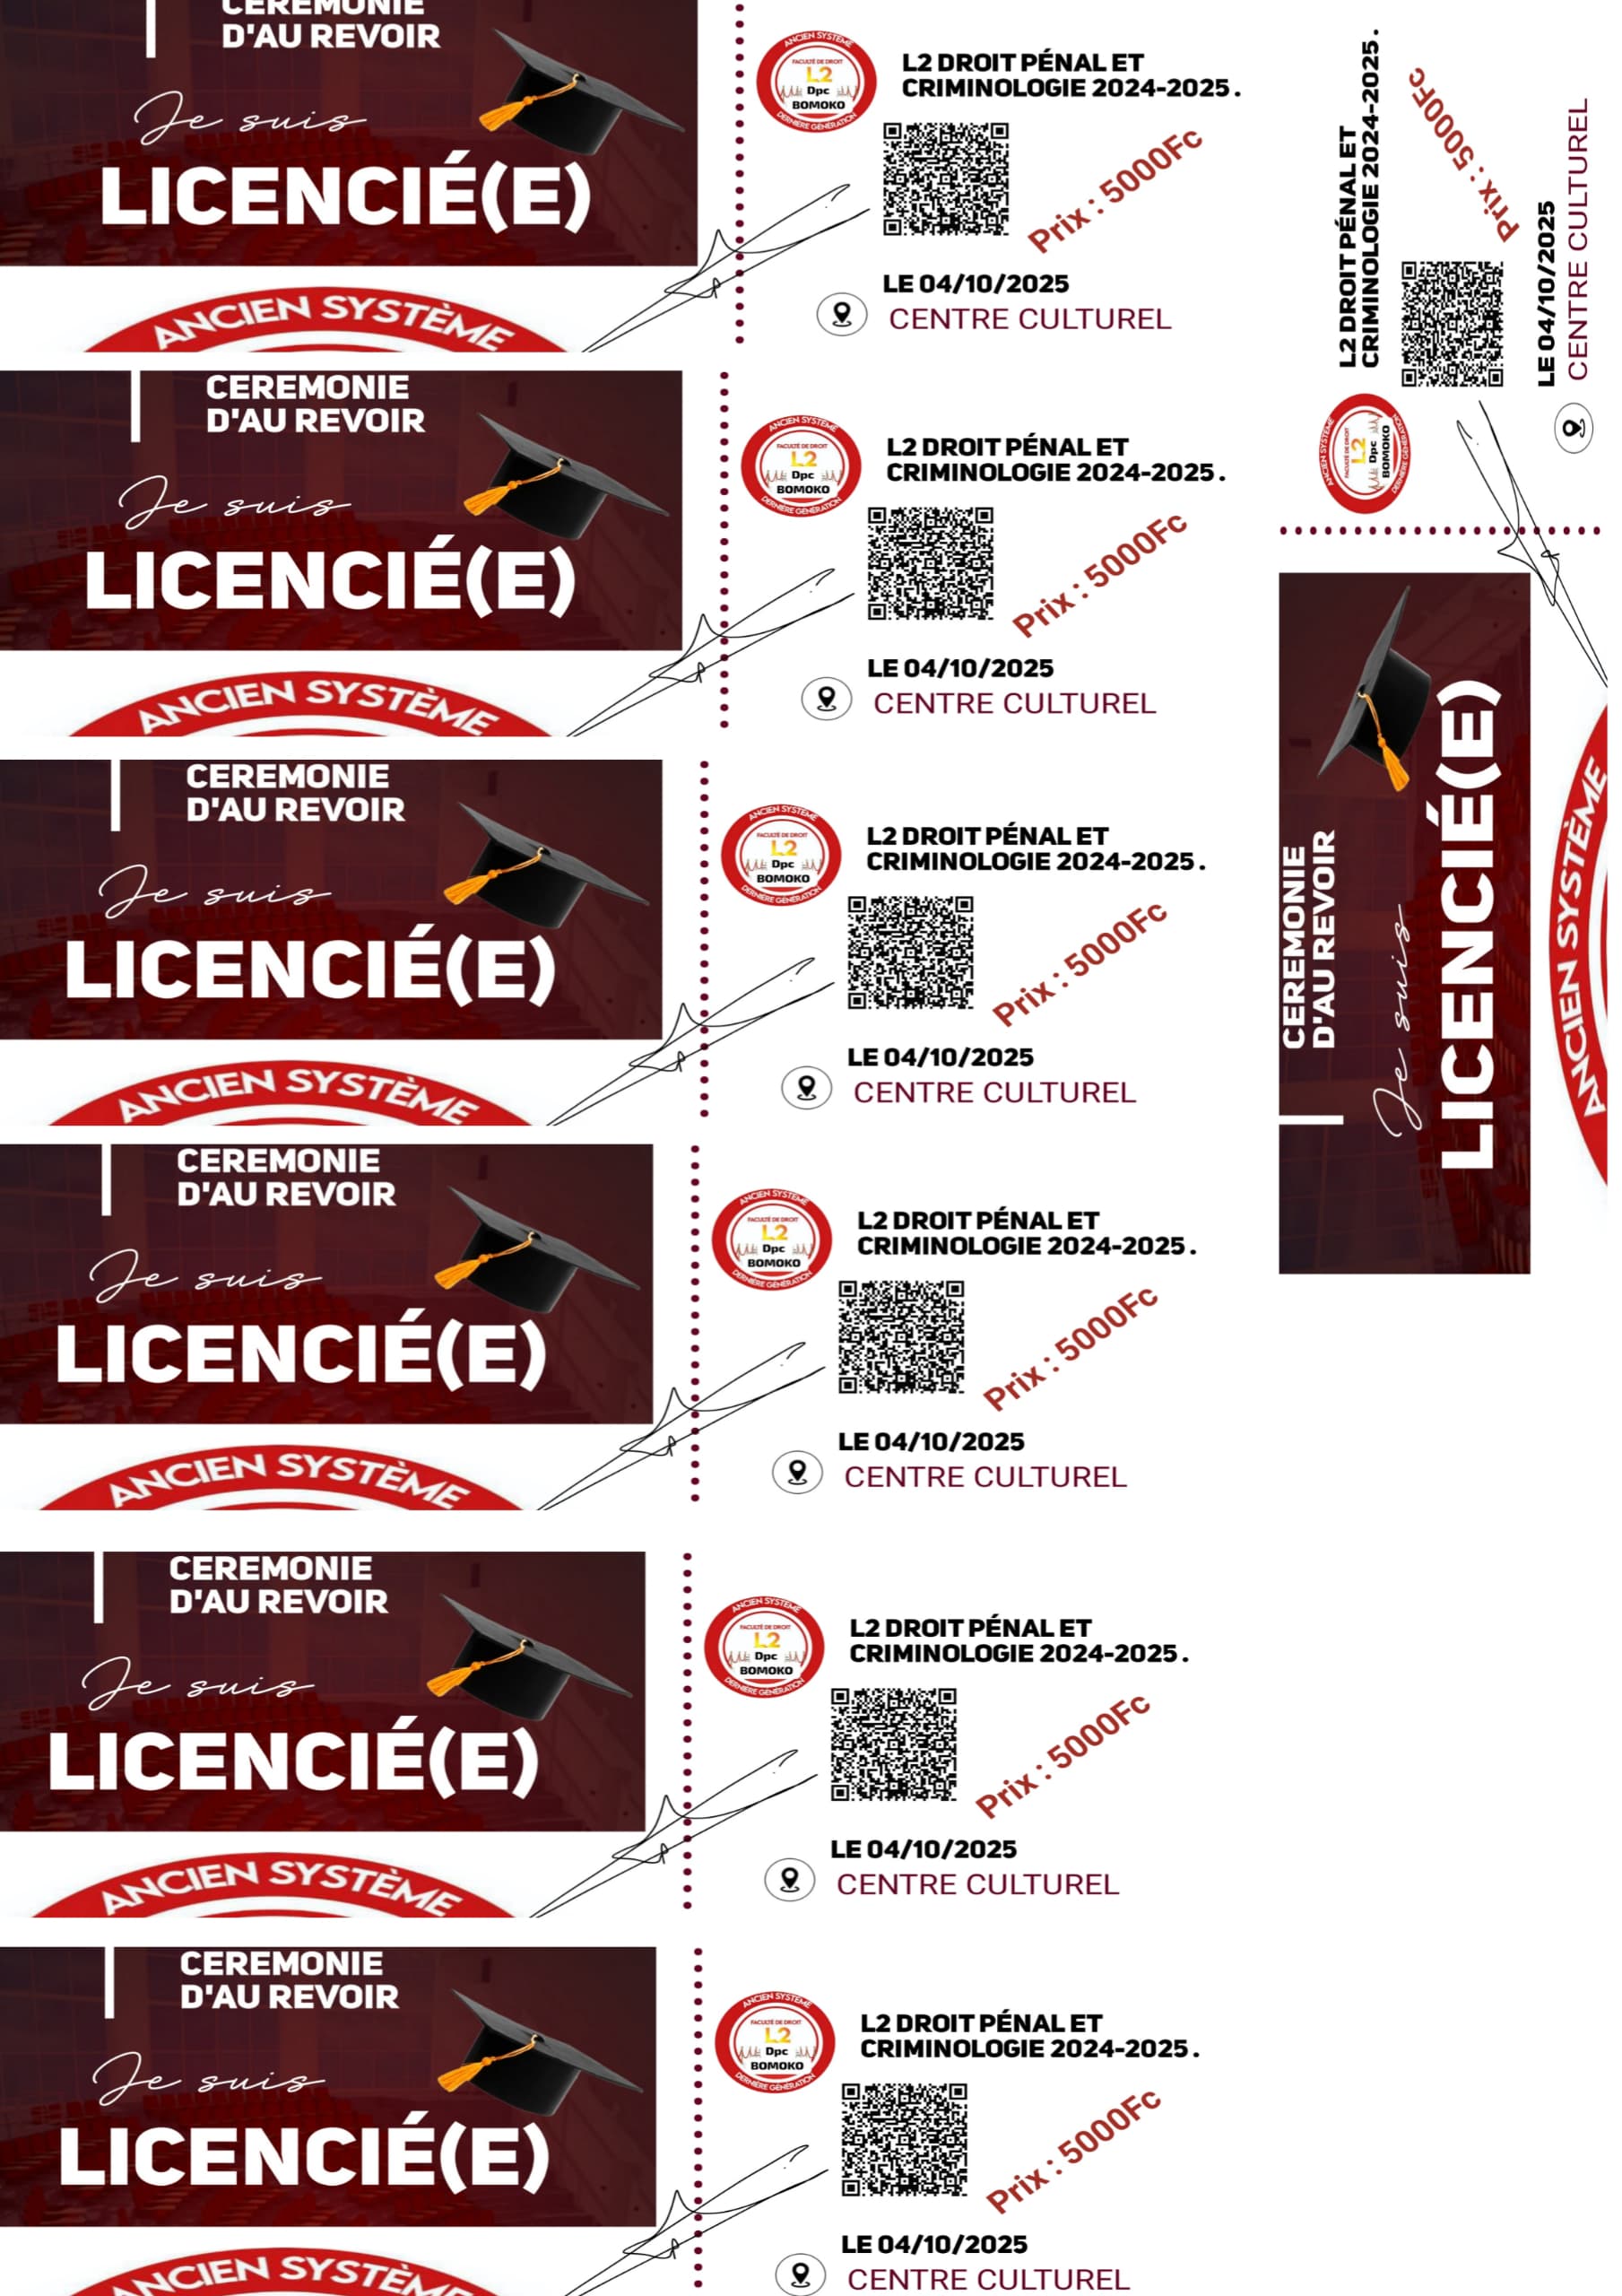 CEREMONIE
D'AU REVOIR
Je suis
LICENCIÉ(E)
ANCIEN SYSTÈME
ANCIEN SYSTÈME
FACULTÉ DE DROIT
L2
Dpc
BOMOKO
DERNIÈRE GÉNÉRATION
L2 DROIT PÉNAL ET
CRIMINOLOGIE 2024-2025.
Prix : 5000Fc
LE 04/10/2025
CENTRE CULTUREL
CEREMONIE
D'AU REVOIR
Je suis
LICENCIÉ(E)
ANCIEN SYSTÈME
ANCIEN SYSTÈME
FACULTÉ DE DROIT
L2
Dpc
BOMOKO
DERNIÈRE GÉNÉRATION
L2 DROIT PÉNAL ET
CRIMINOLOGIE 2024-2025.
Prix : 5000Fc
LE 04/10/2025
CENTRE CULTUREL
CEREMONIE
D'AU REVOIR
Je suis
LICENCIÉ(E)
ANCIEN SYSTÈME
ANCIEN SYSTÈME
FACULTÉ DE DROIT
L2
Dpc
BOMOKO
DERNIÈRE GÉNÉRATION
L2 DROIT PÉNAL ET
CRIMINOLOGIE 2024-2025.
Prix : 5000Fc
LE 04/10/2025
CENTRE CULTUREL
CEREMONIE
D'AU REVOIR
Je suis
LICENCIÉ(E)
ANCIEN SYSTÈME
ANCIEN SYSTÈME
FACULTÉ DE DROIT
L2
Dpc
BOMOKO
DERNIÈRE GÉNÉRATION
L2 DROIT PÉNAL ET
CRIMINOLOGIE 2024-2025.
Prix : 5000Fc
LE 04/10/2025
CENTRE CULTUREL
CEREMONIE
D'AU REVOIR
Je suis
LICENCIÉ(E)
ANCIEN SYSTÈME
ANCIEN SYSTÈME
FACULTÉ DE DROIT
L2
Dpc
BOMOKO
DERNIÈRE GÉNÉRATION
L2 DROIT PÉNAL ET
CRIMINOLOGIE 2024-2025.
Prix : 5000Fc
LE 04/10/2025
CENTRE CULTUREL
CEREMONIE
D'AU REVOIR
Je suis
LICENCIÉ(E)
ANCIEN SYSTÈME
ANCIEN SYSTÈME
FACULTÉ DE DROIT
L2
Dpc
BOMOKO
DERNIÈRE GÉNÉRATION
L2 DROIT PÉNAL ET
CRIMINOLOGIE 2024-2025.
Prix : 5000Fc
LE 04/10/2025
CENTRE CULTUREL
CEREMONIE
D'AU REVOIR
Je suis
LICENCIÉ(E)
ANCIEN SYSTÈME
ANCIEN SYSTÈME
FACULTÉ DE DROIT
L2
Dpc
BOMOKO
DERNIÈRE GÉNÉRATION
L2 DROIT PÉNAL ET
CRIMINOLOGIE 2024-2025.
Prix : 5000Fc
LE 04/10/2025
CENTRE CULTUREL